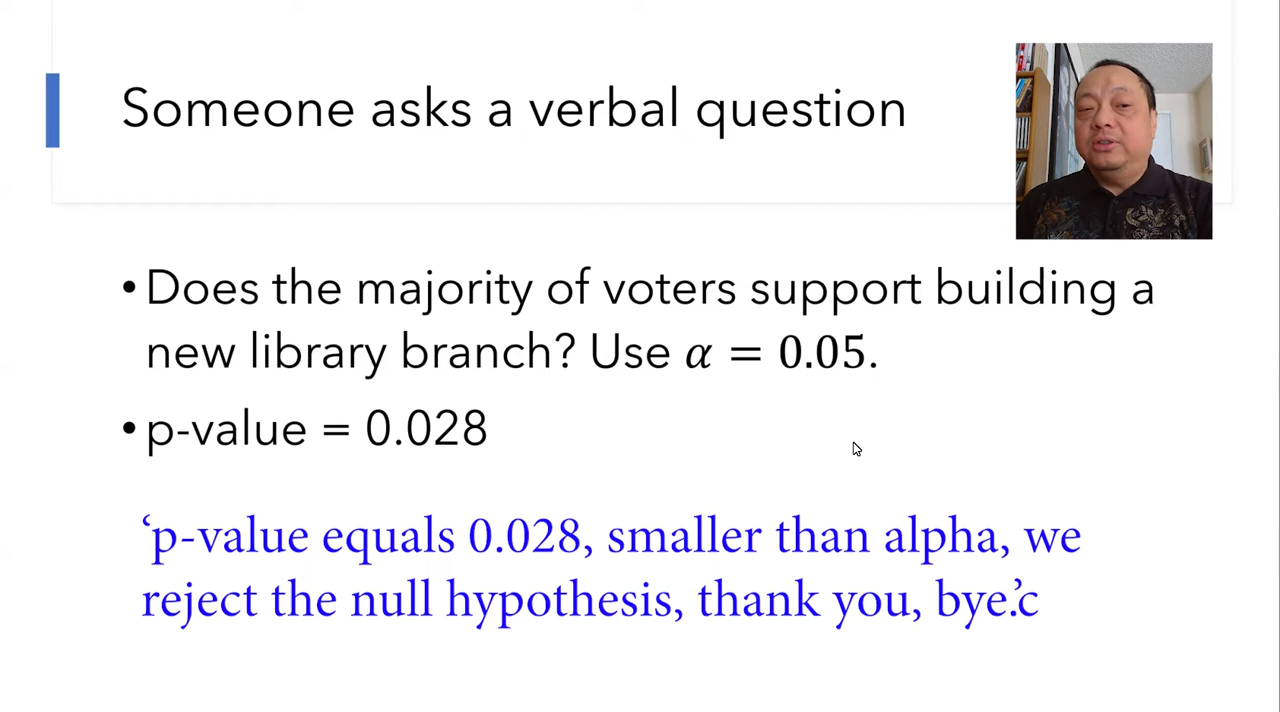 Someone asks a verbal question
•Does the majority of voters support building a
new library branch? Use α = 0.05.
•p-value = 0.028
‘p-value equals 0.028, smaller than alpha, we
reject the null hypothesis, thank you, bye.’c